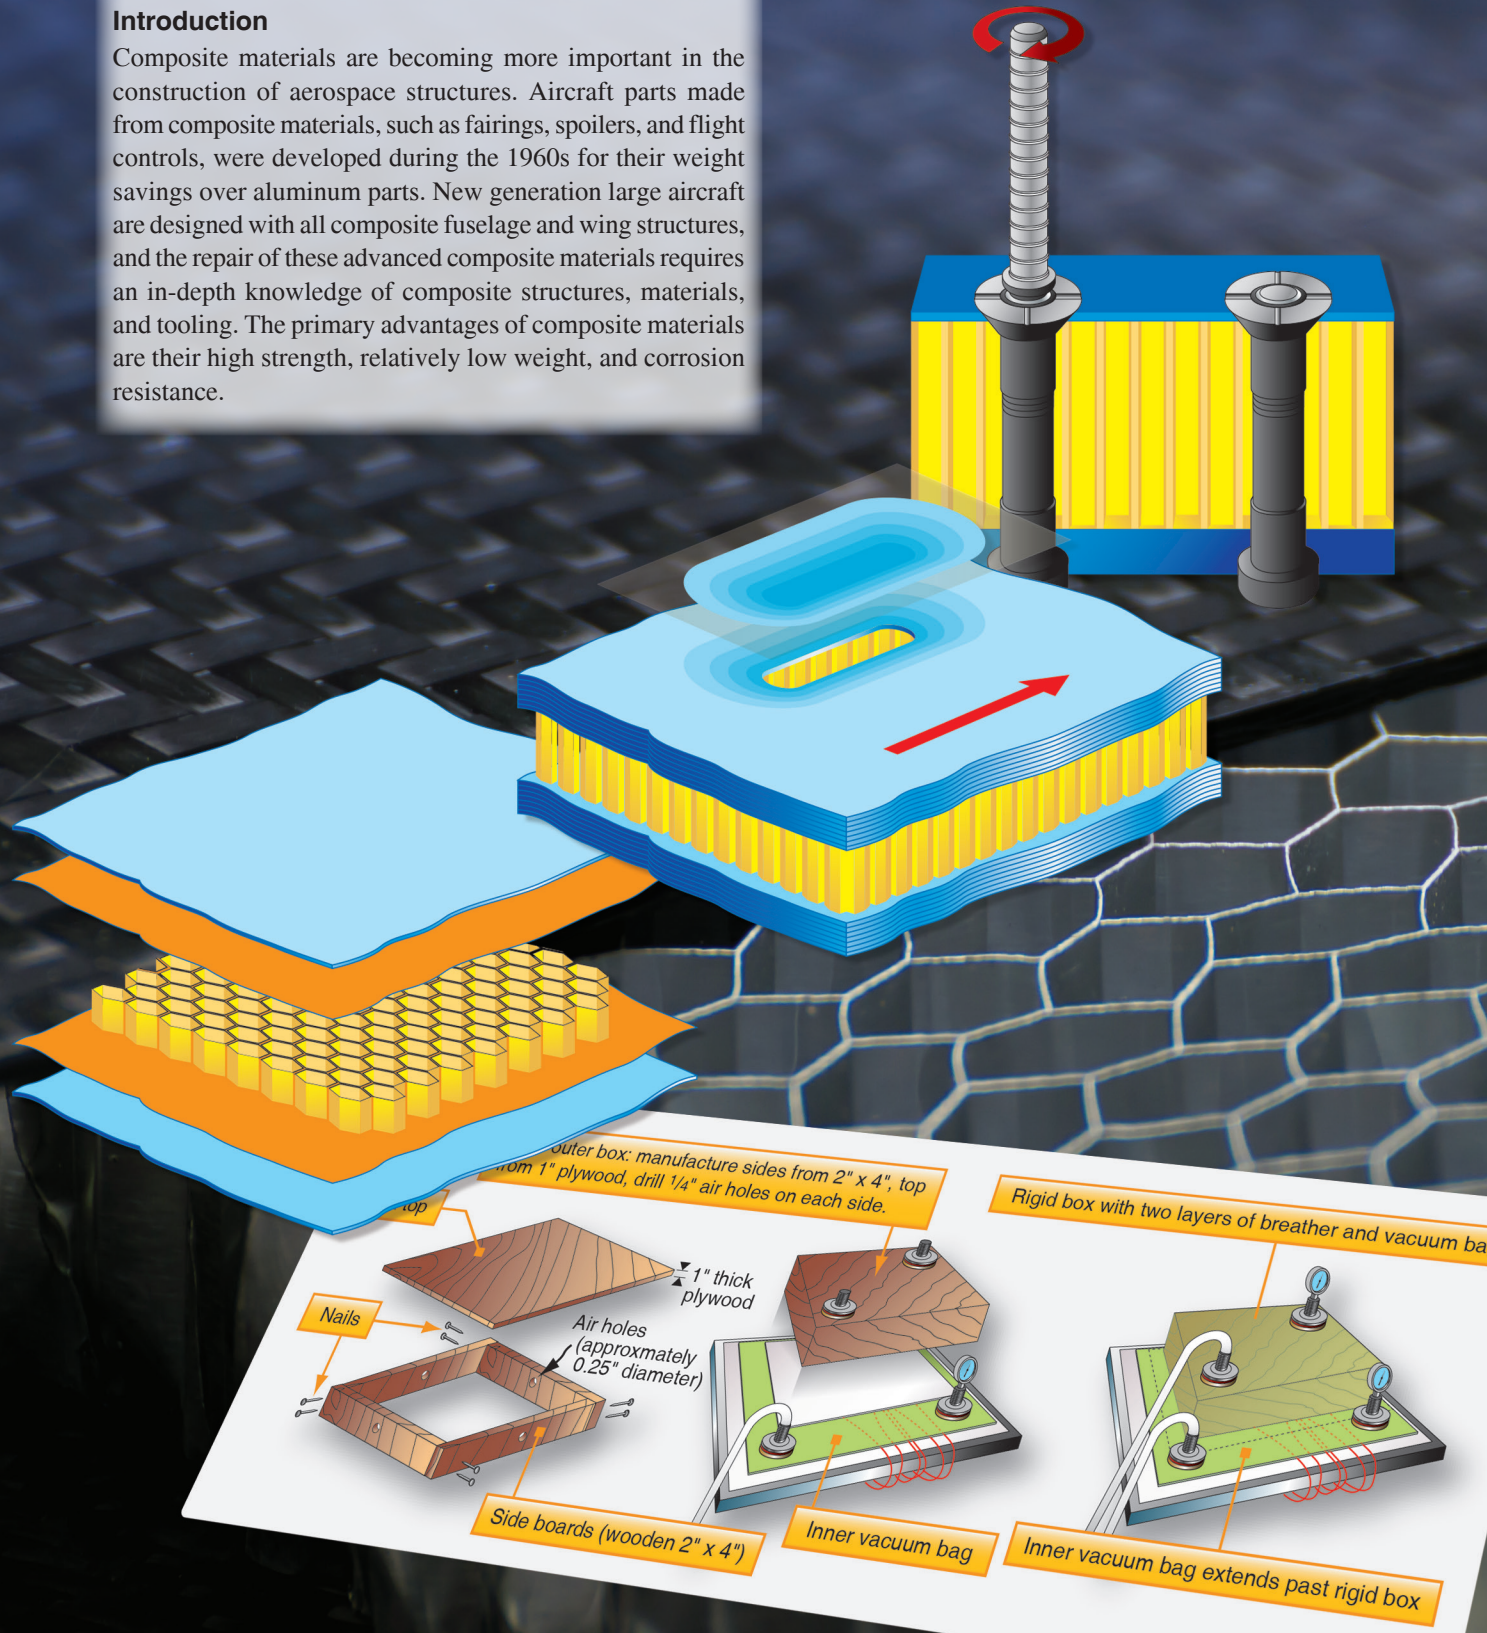 Introduction
Composite materials are becoming more important in the
construction of aerospace structures. Aircraft parts made
from composite materials, such as fairings, spoilers, and flight
controls, were developed during the 1960s for their weight
savings over aluminum parts. New generation large aircraft
are designed with all composite fuselage and wing structures,
and the repair of these advanced composite materials requires
an in-depth knowledge of composite structures, materials,
and tooling. The primary advantages of composite materials
are their high strength, relatively low weight, and corrosion
resistance.
outer box: manufacture sides from 2" x 4", top
from 1" plywood, drill 1/4" air holes on each side.
top
Rigid box with two layers of breather and vacuum ba
1" thick
plywood
Nails
Air holes
(approxmately
0.25" diameter)
Side boards (wooden 2" x 4")
Inner vacuum bag
Inner vacuum bag extends past rigid box